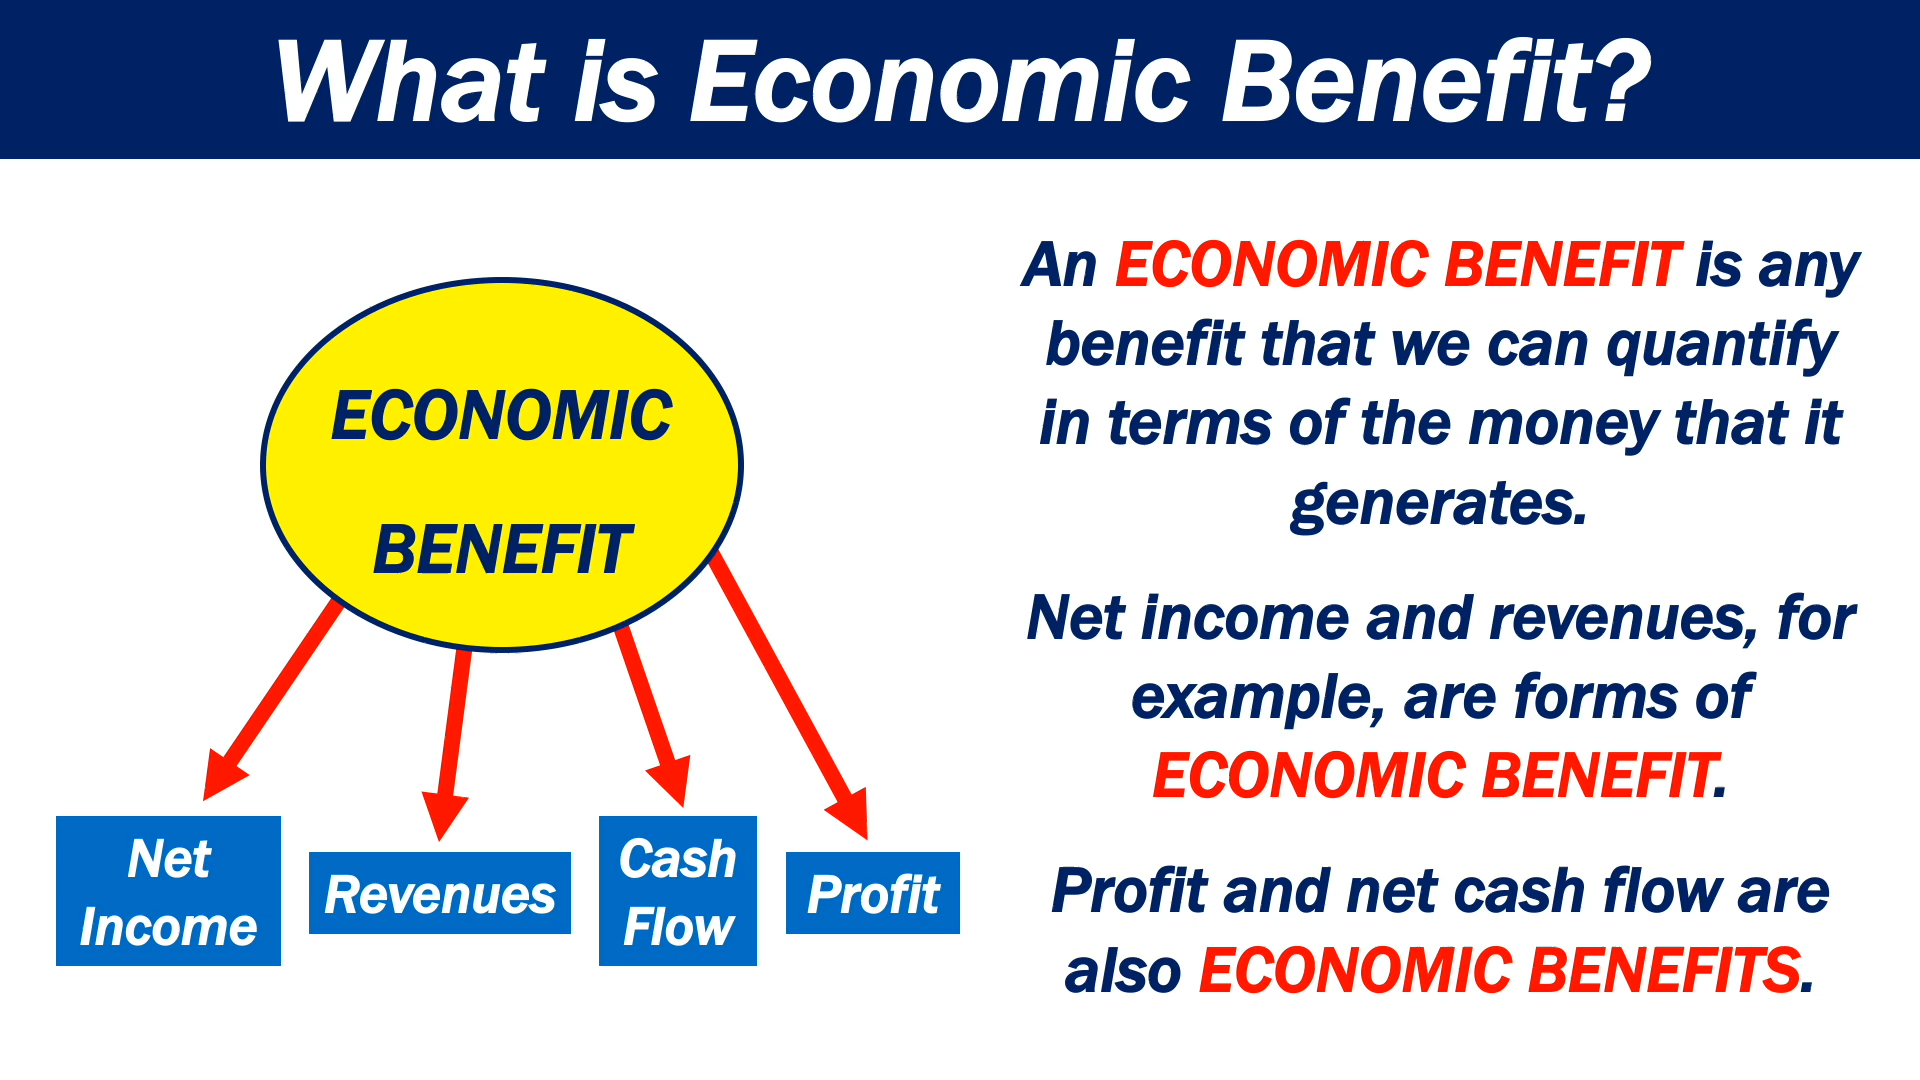 What is Economic Benefit?
ECONOMIC
BENEFIT
Net
Income
Revenues
Cash
Flow
Profit
An ECONOMIC BENEFIT is any
benefit that we can quantify
in terms of the money that it
generates.
Net income and revenues, for
example, are forms of
ECONOMIC BENEFIT.
Profit and net cash flow are
also ECONOMIC BENEFITS.